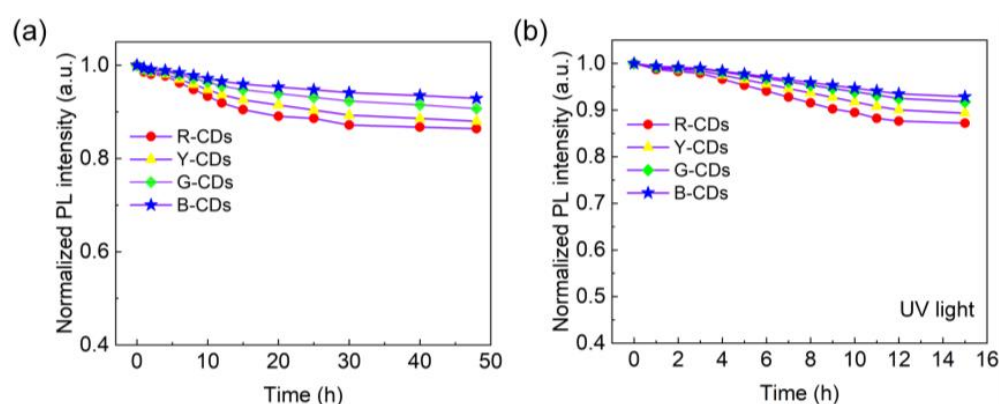 (a)
Normalized PL intensity (a.u.)
1.0
0.8
0.6
0.4
R-CDs
Y-CDs
G-CDs
B-CDs
0 10 20 30 40 50
Time (h)
(b)
Normalized PL intensity (a.u.)
1.0
0.9
0.8
0.7
0.6
0.5
0.4
R-CDs
Y-CDs
G-CDs
B-CDs
UV light
0 2 4 6 8 10 12 14 16
Time (h)